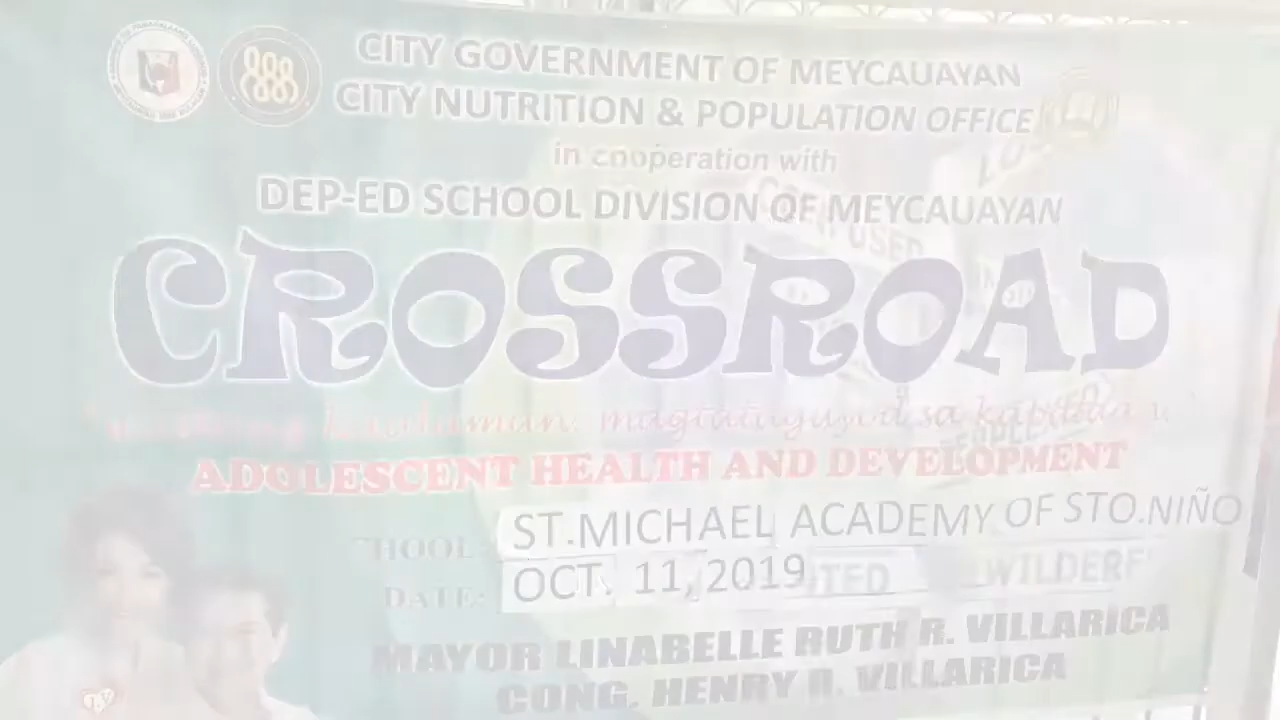 CITY GOVERNMENT OF MEYCAUAYAN
CITY NUTRITION & POPULATION OFFICE
in cooperation with
DEP-ED SCHOOL DIVISION OF MEYCAUAYAN
CONFUSED
CROSSROAD
sa
ADOLESCENT HEALTH AND DEVELOPMENT
ST.MICHAEL ACADEMY OF STO.NIÑO
DATE: OCT. 11, 2019
MAYOR LINABELLE RUTH R. VILLARICA
CONG. HENRY R. VILLARICA